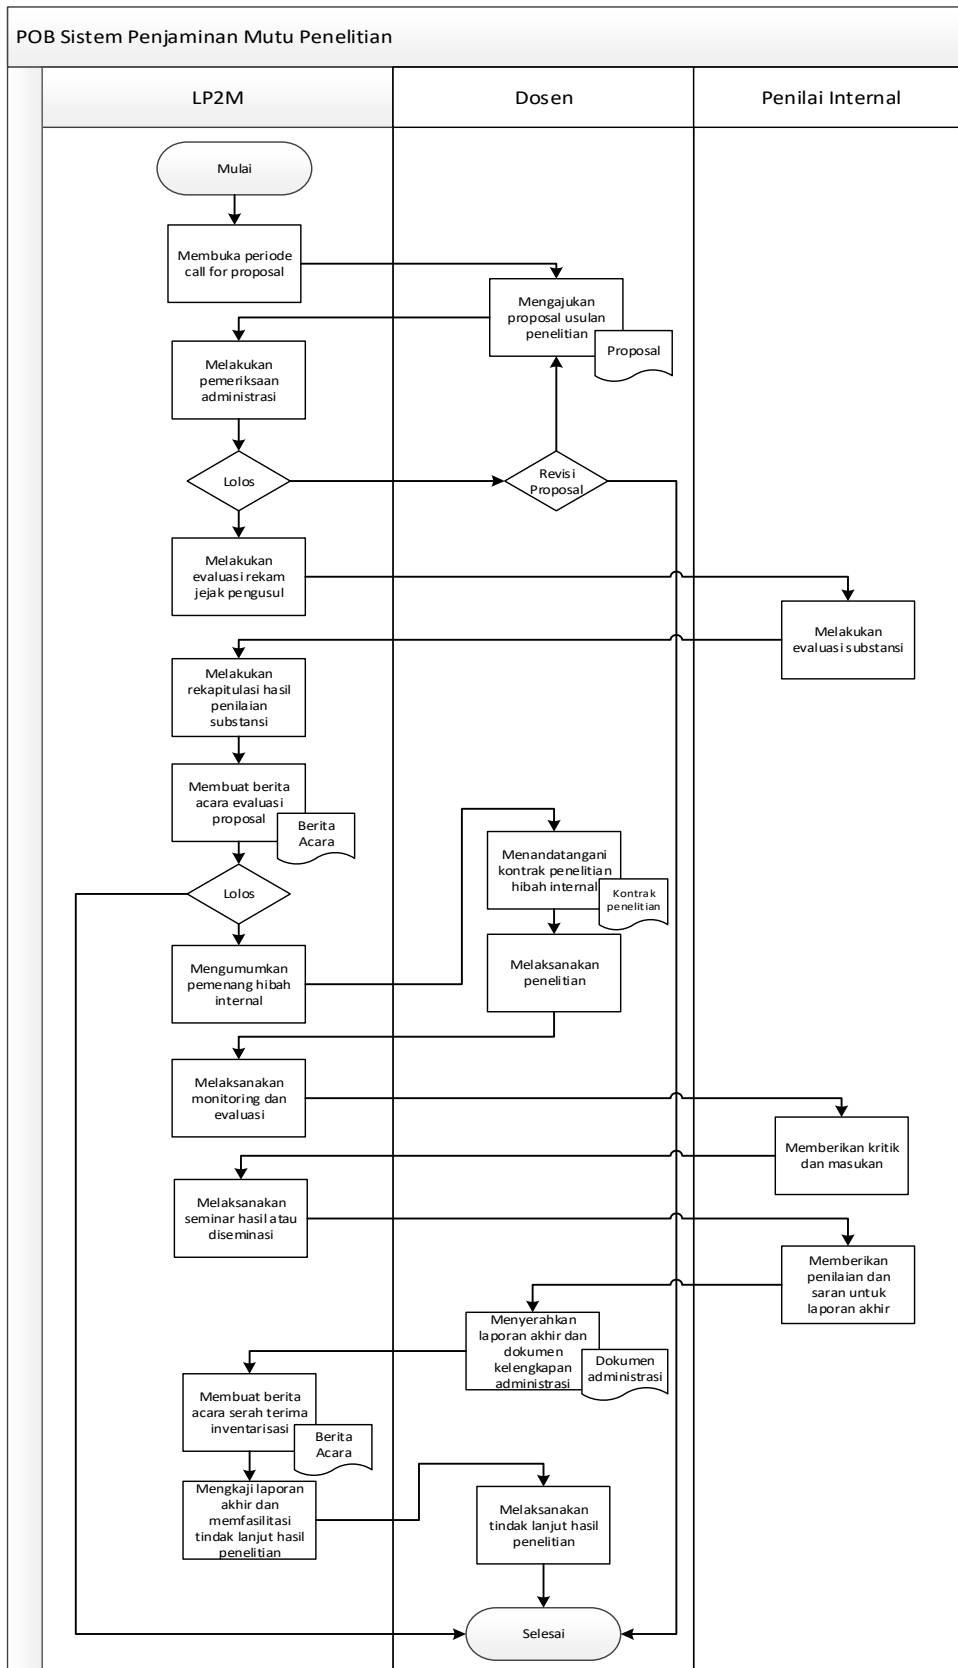 POB Sistem Penjaminan Mutu Penelitian
LP2M
Dosen
Penilai Internal
Mulai
Membuka periode
call for proposal
Mengajukan
proposal usulan
penelitian
Proposal
Melakukan
pemeriksaan
administrasi
Lolos
Revisi
Proposal
Melakukan
evaluasi rekam
jejak pengusul
Melakukan
evaluasi substansi
Melakukan
rekapitulasi hasil
penilaian
substansi
Membuat berita
acara evaluasi
proposal
Berita
Acara
Menandatangani
kontrak penelitian
hibah internal
Kontrak
penelitian
Lolos
Mengumumkan
pemenang hibah
internal
Melaksanakan
penelitian
Melaksanakan
monitoring dan
evaluasi
Memberikan kritik
dan masukan
Melaksanakan
seminar hasil atau
diseminasi
Memberikan
penilaian dan
saran untuk
laporan akhir
Menyerahkan
laporan akhir dan
dokumen
kelengkapan
administrasi
Dokumen
administrasi
Membuat berita
acara serah terima
inventarisasi
Berita
Acara
Mengkaji laporan
akhir dan
memfasilitasi
tindak lanjut hasil
penelitian
Melaksanakan
tindak lanjut hasil
penelitian
Selesai